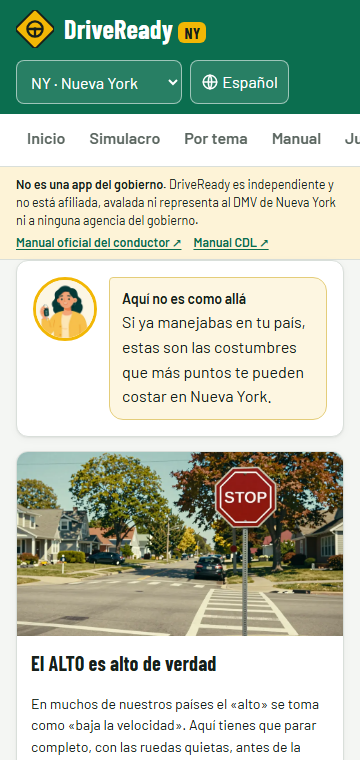 DriveReady NY
NY · Nueva York
Español
Inicio Simulacro Por tema Manual Ju
No es una app del gobierno. DriveReady es independiente y
no está afiliada, avalada ni representa al DMV de Nueva York
ni a ninguna agencia del gobierno.
Manual oficial del conductor ↗ Manual CDL ↗
Aquí no es como allá
Si ya manejabas en tu país,
estas son las costumbres
que más puntos te pueden
costar en Nueva York.
STOP
El ALTO es alto de verdad
En muchos de nuestros países el «alto» se toma
como «baja la velocidad». Aquí tienes que parar
completo, con las ruedas quietas, antes de la